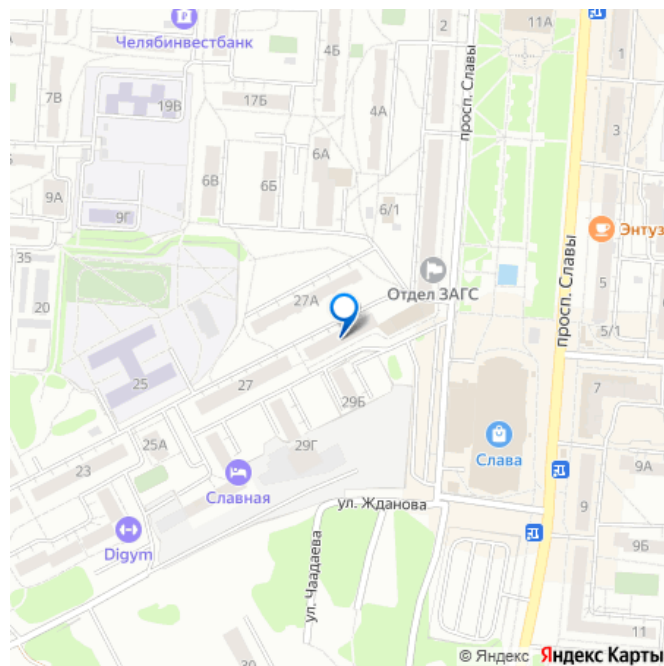 11А
2
Челябинвестбанк
4Б
просп. Славы
1
7В
19В
17Б
4А
3
6А
6В
6Б
9А
9Г
6/1
Энтуз
35
Отдел ЗАГС
просп. Славы
5
20
27А
5/1
25
27
7
29Б
25А
29Г
Слава
23
Славная
9А
ул. Жданова
9
Digym
ул. Чаадаева
9Б
11
30
© Яндекс Яндекс Карты